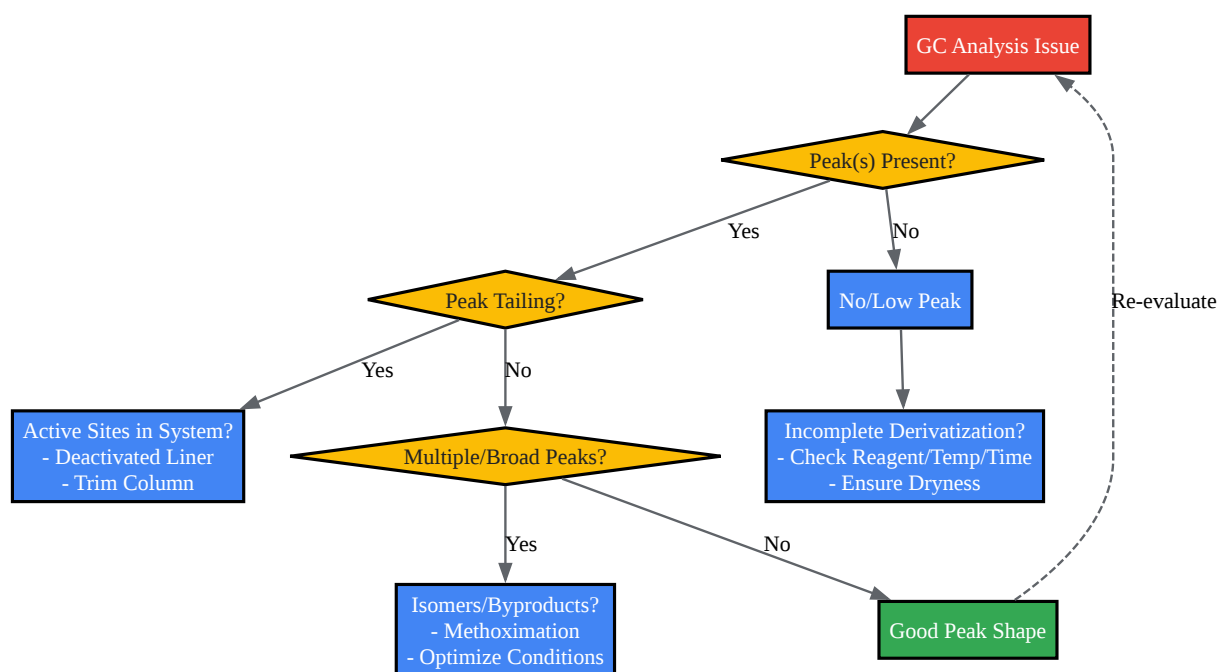 GC Analysis Issue
Peak(s) Present?
Yes
No
Peak Tailing?
No/Low Peak
Re-evaluate
Yes
No
Active Sites in System?
- Deactivated Liner
- Trim Column
Multiple/Broad Peaks?
Incomplete Derivatization?
- Check Reagent/Temp/Time
- Ensure Dryness
Yes
No
Isomers/Byproducts?
- Methoximation
- Optimize Conditions
Good Peak Shape